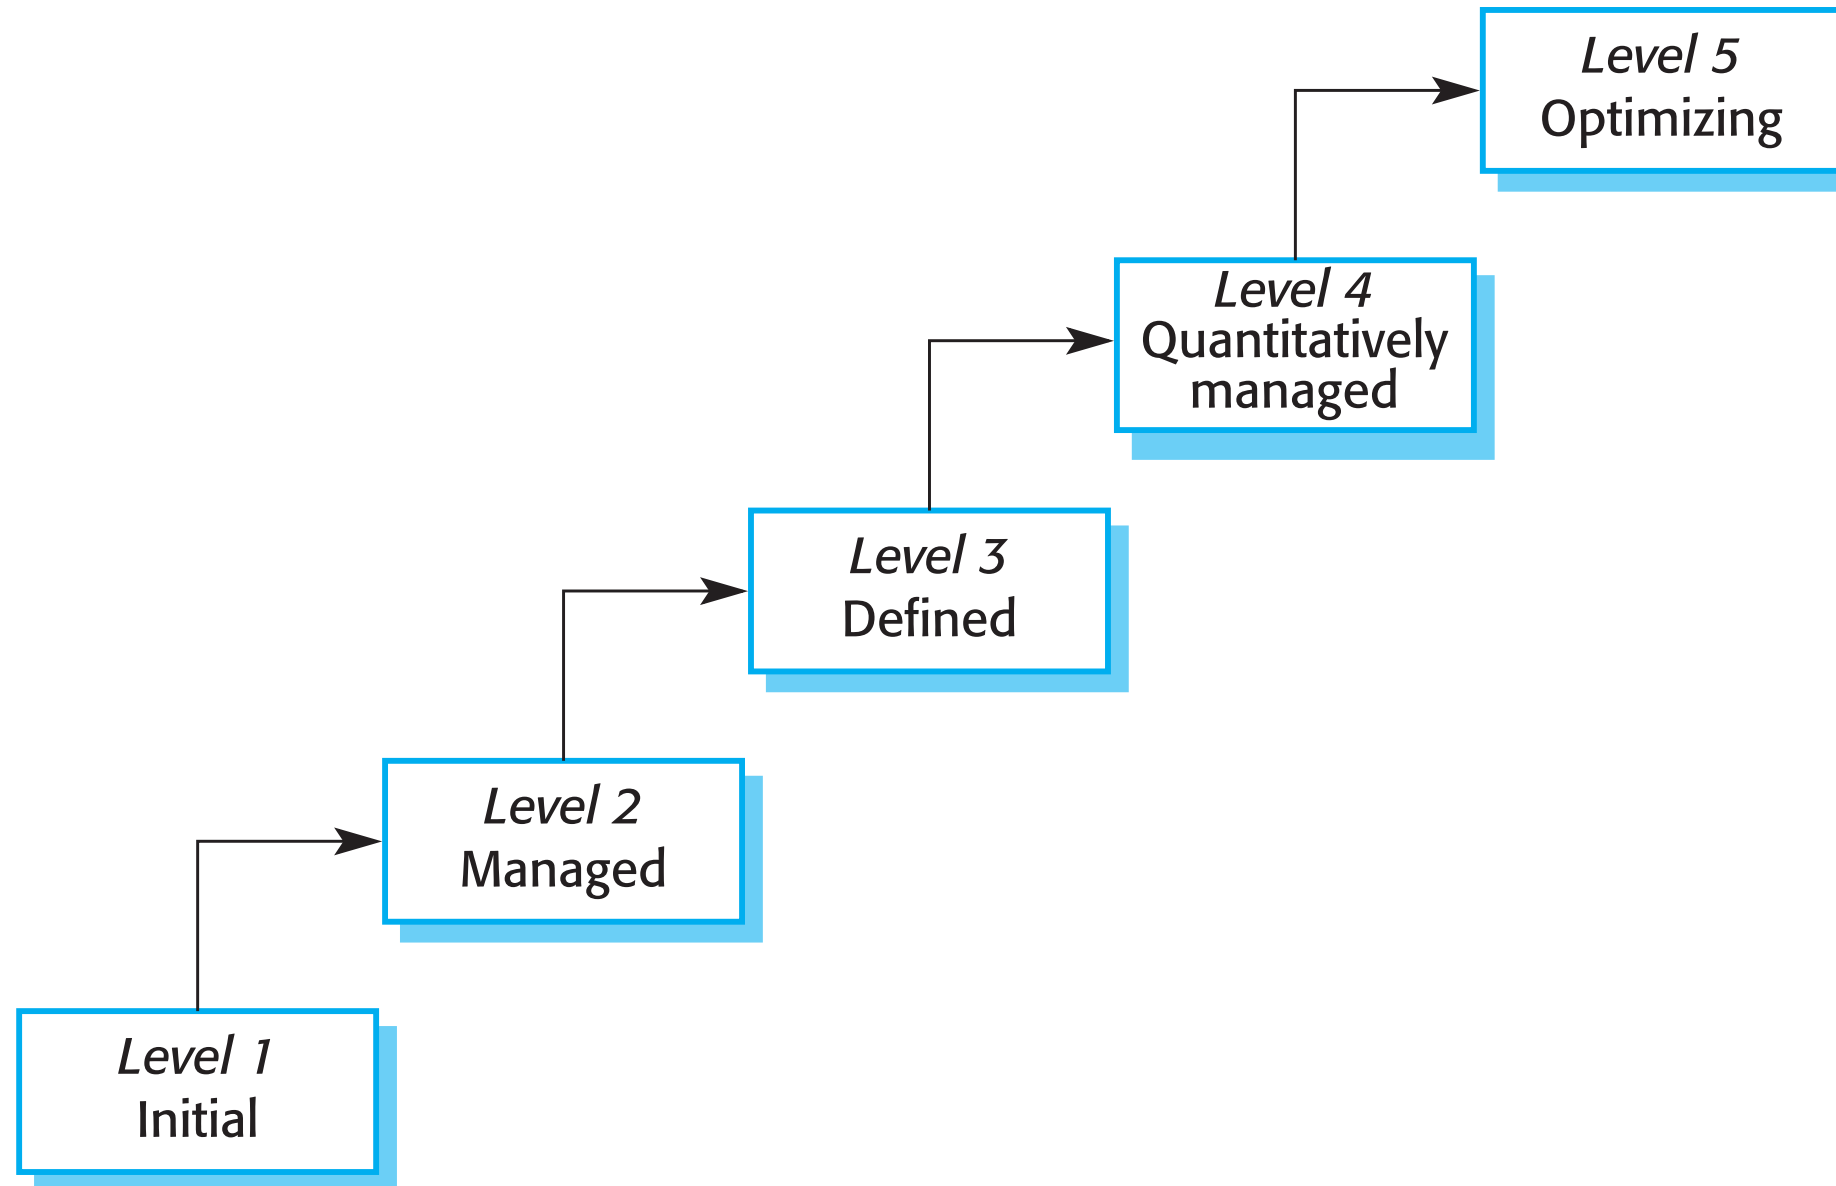 Level 5
Optimizing
Level 4
Quantitatively
managed
Level 3
Defined
Level 2
Managed
Level 1
Initial